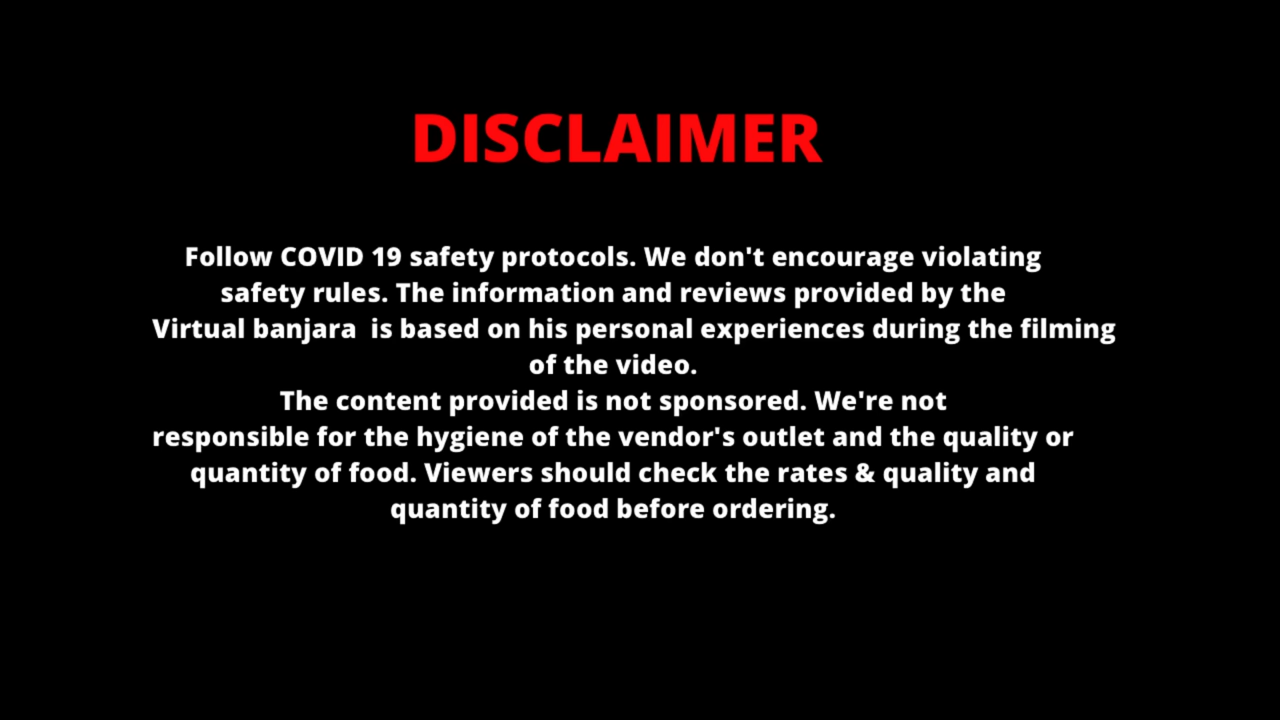 DISCLAIMER
Follow COVID 19 safety protocols. We don't encourage violating
safety rules. The information and reviews provided by the
Virtual banjara  is based on his personal experiences during the filming
of the video.
The content provided is not sponsored. We're not
responsible for the hygiene of the vendor's outlet and the quality or
quantity of food. Viewers should check the rates & quality and
quantity of food before ordering.